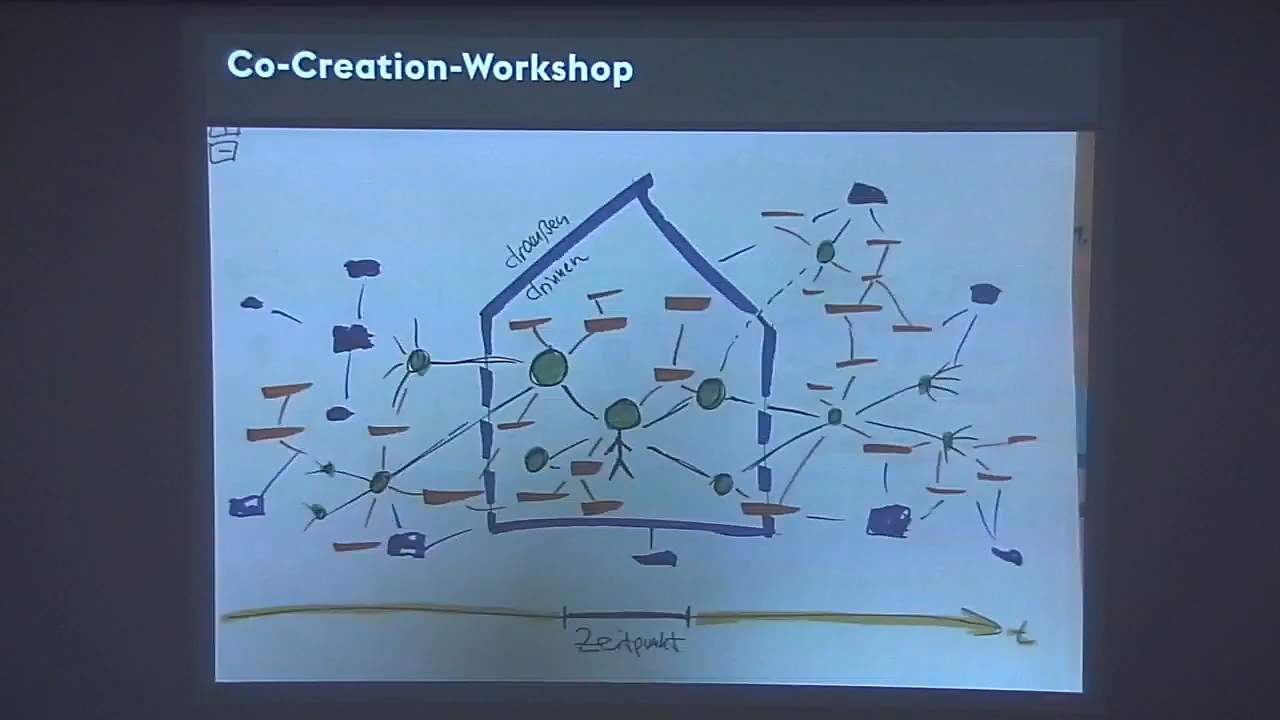 Co-Creation-Workshop
draußen
drinnen
Zeitpunkt
t